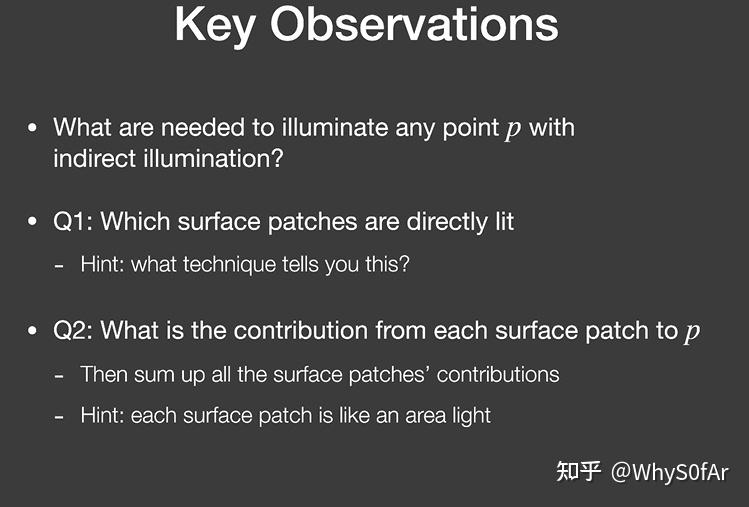 Key Observations
• What are needed to illuminate any point p with
indirect illumination?
• Q1: Which surface patches are directly lit
- Hint: what technique tells you this?
• Q2: What is the contribution from each surface patch to p
- Then sum up all the surface patches’ contributions
- Hint: each surface patch is like an area light
知乎 @WhyS0fAr